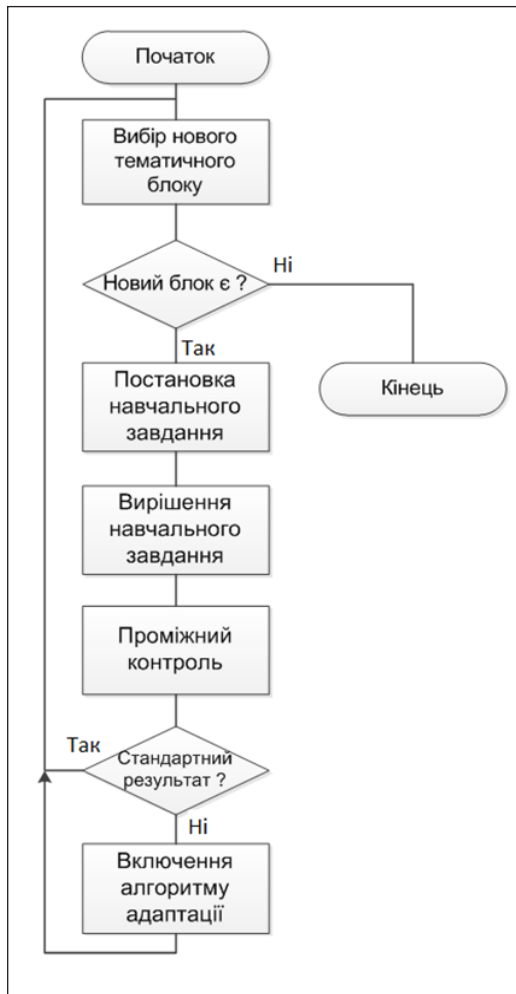 Початок
Вибір нового
тематичного
блоку
Новий блок є ?
Ні
Так
Постановка
навчального
завдання
Кінець
Вирішення
навчального
завдання
Проміжний
контроль
Так
Стандартний
результат ?
Ні
Включення
алгоритму
адаптації